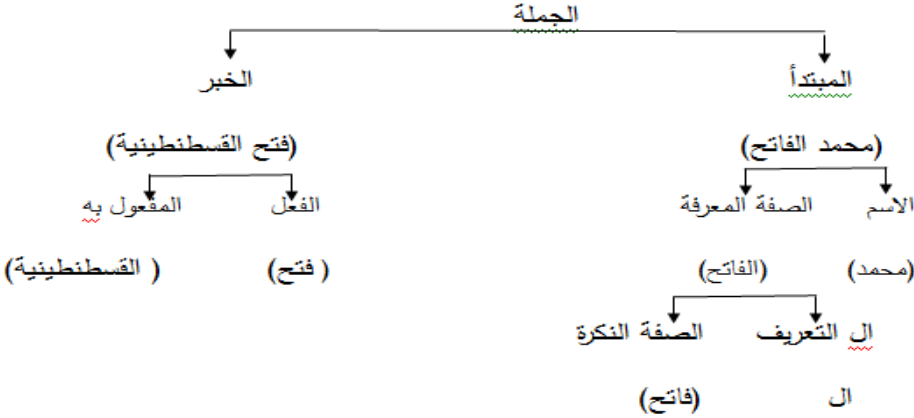 الجملة
المبتدأ الخبر
(محمد الفاتح) (فتح القسطنطينية)
الاسم الصفة المعرفة الفعل المفعول به
(محمد) (الفاتح) ( فتح) ( القسطنطينية)
ال التعريف الصفة النكرة
ال (فاتح)